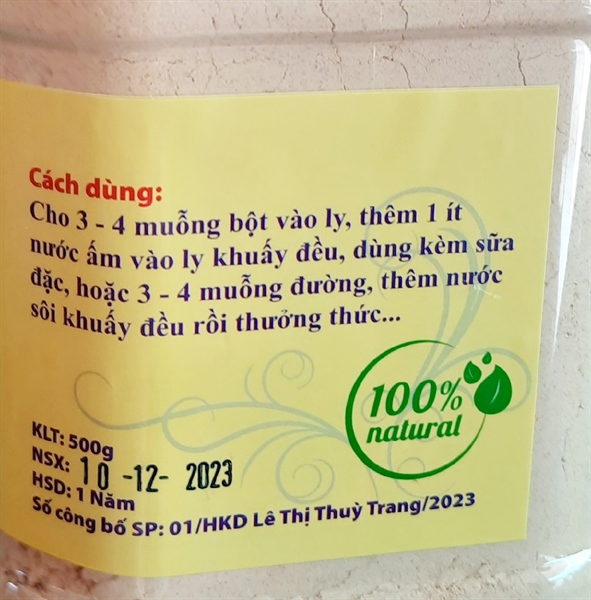 Cách dùng:
Cho 3 - 4 muỗng bột vào ly, thêm 1 ít
nước ấm vào ly khuấy đều, dùng kèm sữa
đặc, hoặc 3 - 4 muỗng đường, thêm nước
sôi khuấy đều rồi thưởng thức...
100%
natural
KLT: 500g
NSX: 10 -12- 2023
HSD: 1 Năm
Số công bố SP: 01/HKD Lê Thị Thuỳ Trang/2023